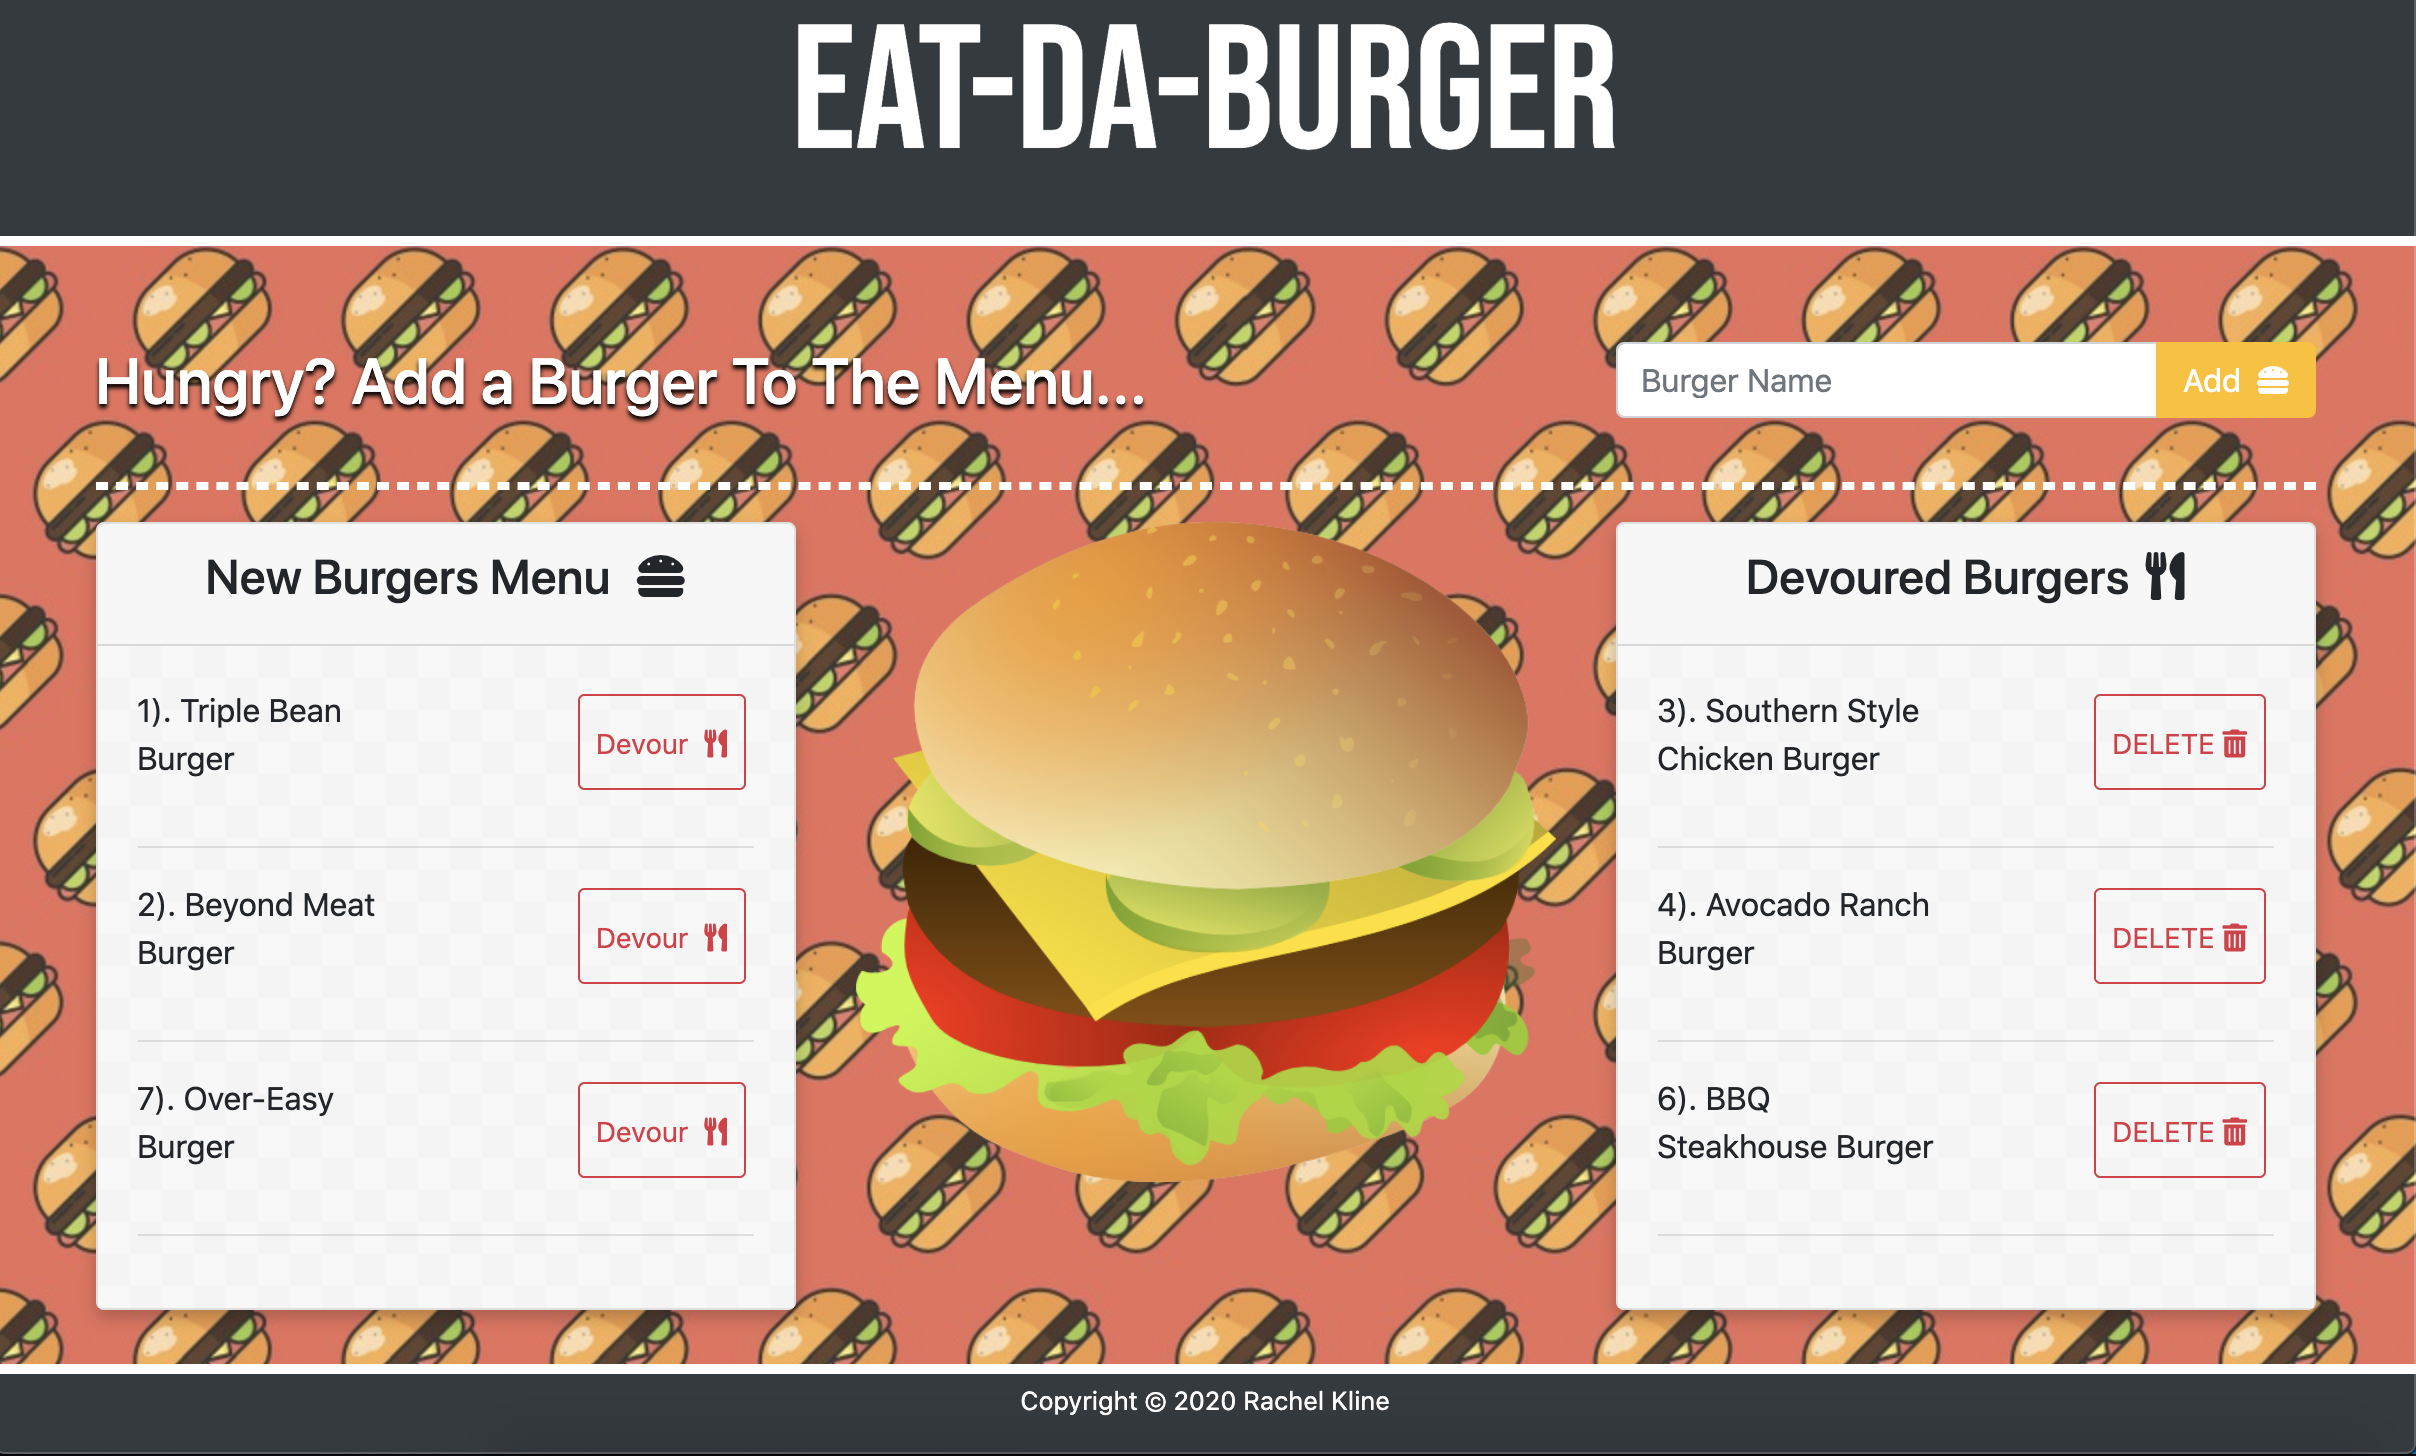 EAT-DA-BURGER
Hungry? Add a Burger To The Menu...
Burger Name
Add
New Burgers Menu
1). Triple Bean
Burger
Devour
2). Beyond Meat
Burger
Devour
7). Over-Easy
Burger
Devour
Devoured Burgers
3). Southern Style
Chicken Burger
DELETE
4). Avocado Ranch
Burger
DELETE
6). BBQ
Steakhouse Burger
DELETE
Copyright © 2020 Rachel Kline